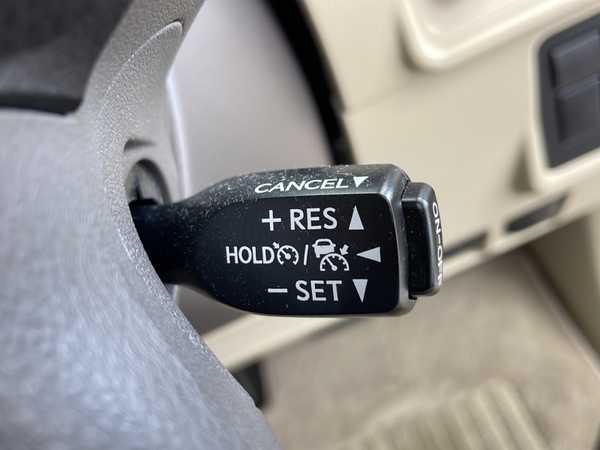 CANCEL▼
+ RES ▲
HOLD / ◀
− SET ▼
ON-OFF